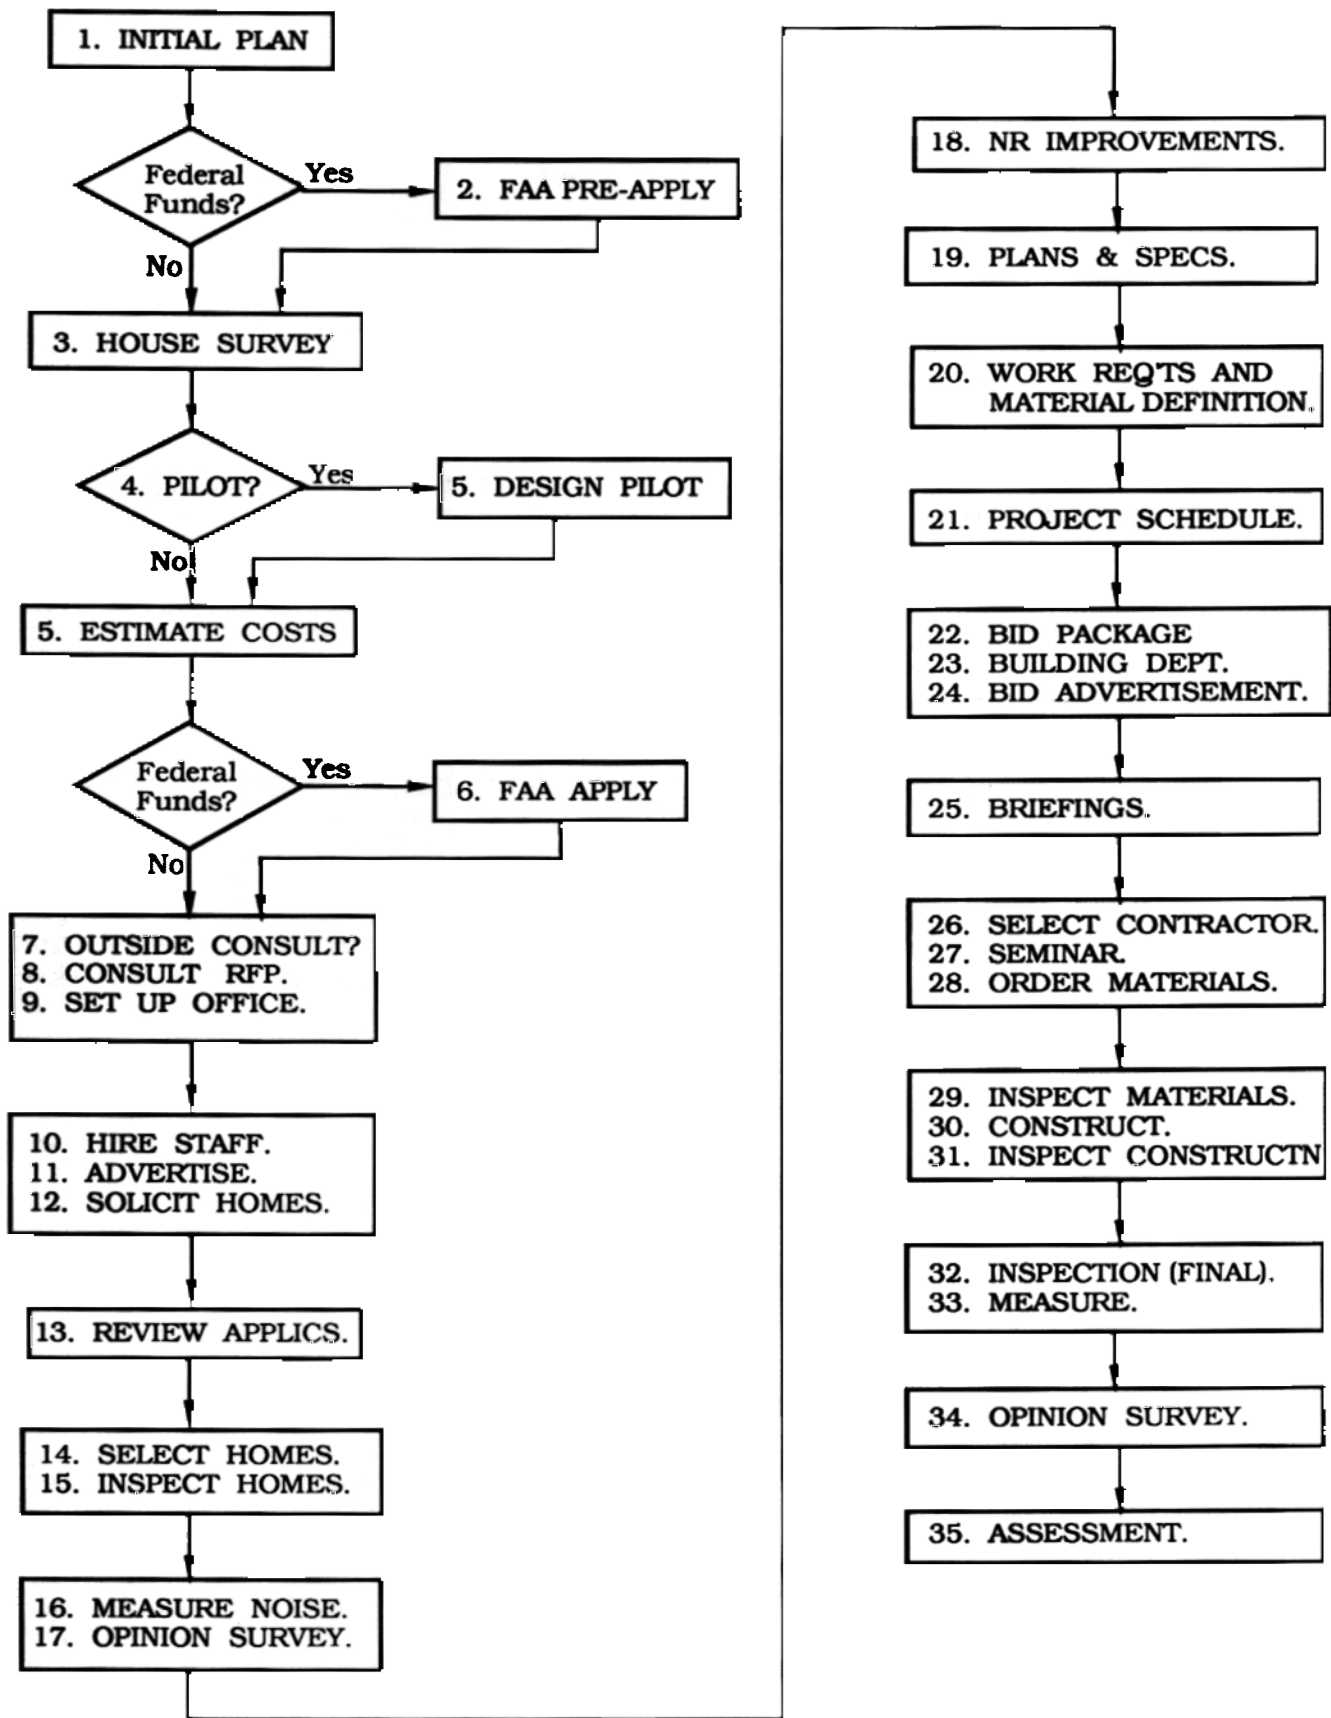 1. INITIAL PLAN
Federal
Funds?
Yes
2. FAA PRE-APPLY
No
3. HOUSE SURVEY
4. PILOT?
Yes
5. DESIGN PILOT
No
5. ESTIMATE COSTS
Federal
Funds?
Yes
6. FAA APPLY
No
7. OUTSIDE CONSULT?
8. CONSULT RFP.
9. SET UP OFFICE.
10. HIRE STAFF.
11. ADVERTISE.
12. SOLICIT HOMES.
13. REVIEW APPLICS.
14. SELECT HOMES.
15. INSPECT HOMES.
16. MEASURE NOISE.
17. OPINION SURVEY.
18. NR IMPROVEMENTS.
19. PLANS & SPECS.
20. WORK REQ'TS AND
MATERIAL DEFINITION.
21. PROJECT SCHEDULE.
22. BID PACKAGE
23. BUILDING DEPT.
24. BID ADVERTISEMENT.
25. BRIEFINGS.
26. SELECT CONTRACTOR.
27. SEMINAR.
28. ORDER MATERIALS.
29. INSPECT MATERIALS.
30. CONSTRUCT.
31. INSPECT CONSTRUCTN
32. INSPECTION (FINAL).
33. MEASURE.
34. OPINION SURVEY.
35. ASSESSMENT.